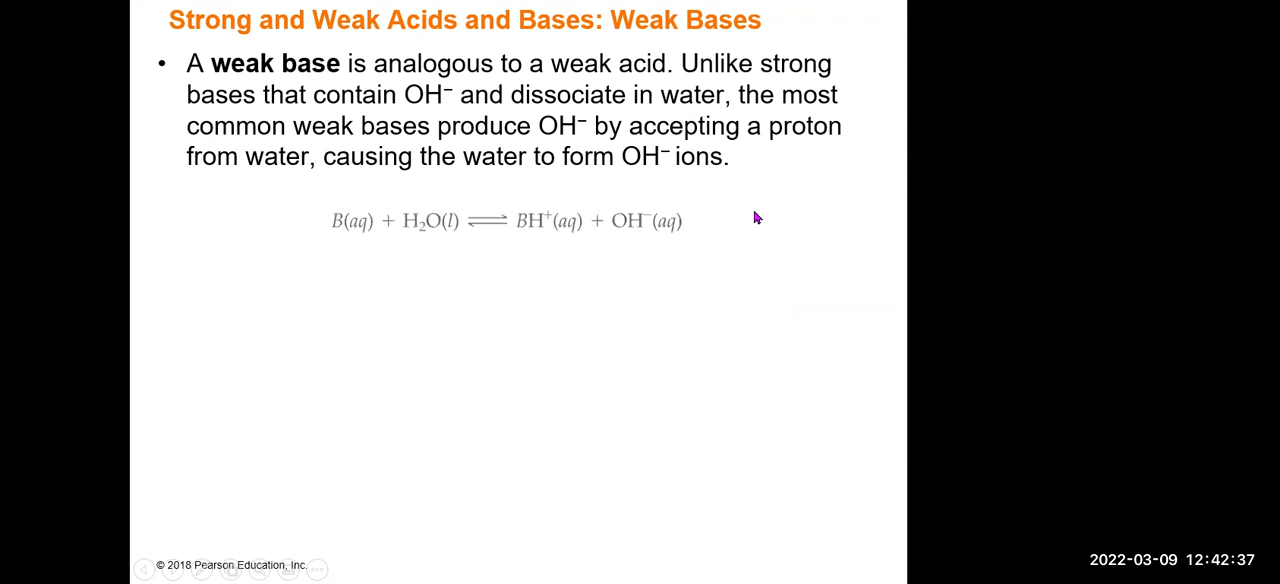 Strong and Weak Acids and Bases: Weak Bases
• A weak base is analogous to a weak acid. Unlike strong
bases that contain OH⁻ and dissociate in water, the most
common weak bases produce OH⁻ by accepting a proton
from water, causing the water to form OH⁻ ions.
B(aq) + H₂O(l) ⇌ BH⁺(aq) + OH⁻(aq)
© 2018 Pearson Education, Inc.
2022-03-09 12:42:37